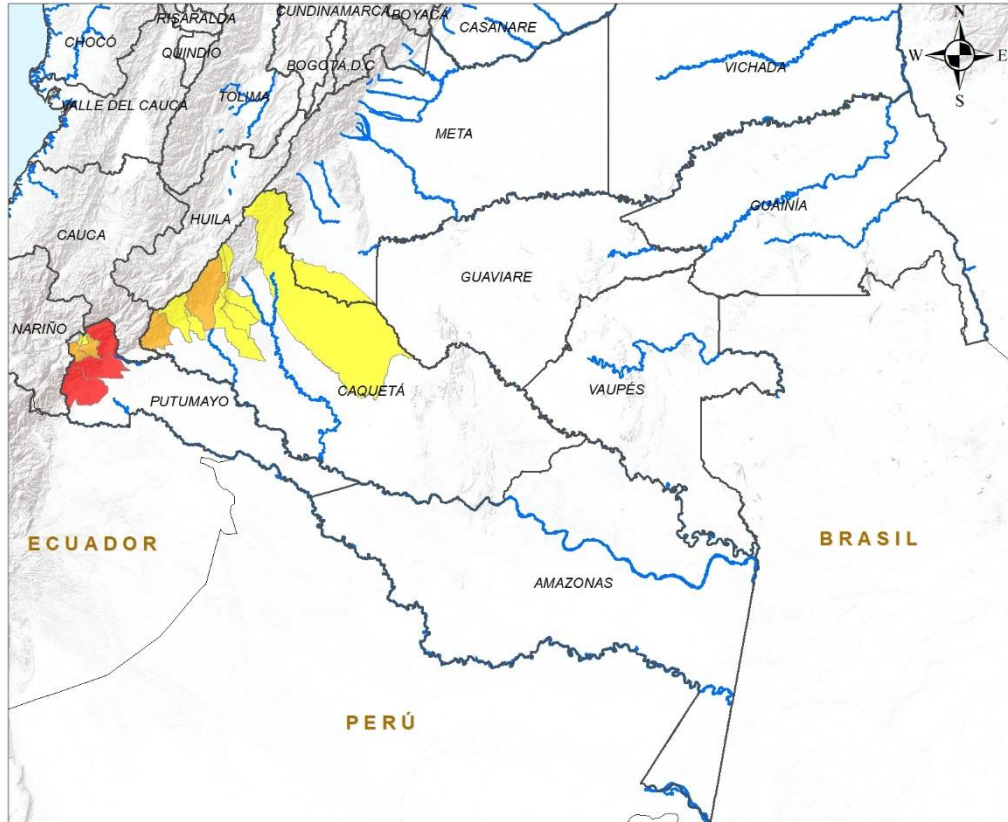 RISARALDA
CUNDINAMARCA
BOYACÁ
CASANARE
CHOCÓ
QUINDÍO
BOGOTÁ D.C
N
W
E
S
VICHADA
VALLE DEL CAUCA
TOLIMA
META
HUILA
GUAINÍA
CAUCA
GUAVIARE
NARIÑO
CAQUETÁ
VAUPÉS
PUTUMAYO
ECUADOR
BRASIL
AMAZONAS
PERÚ